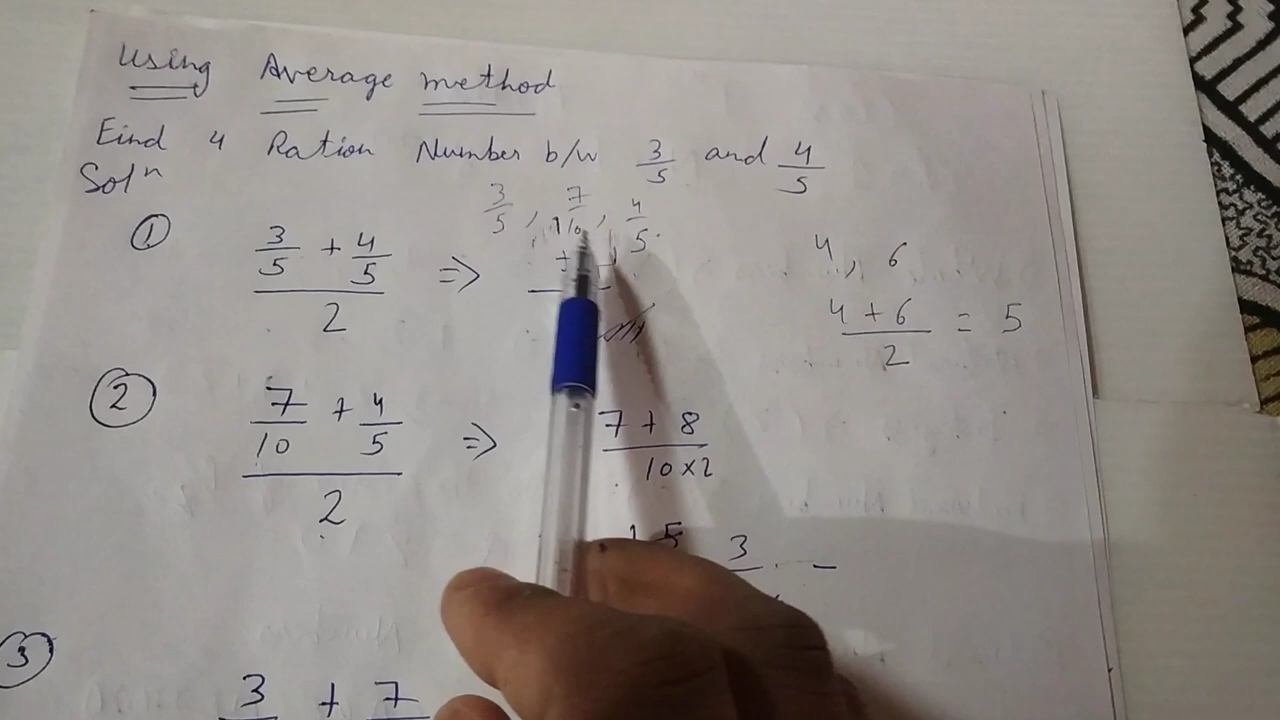 Using Average method
Find 4 Ration Number b/w 3/5 and 4/5
Solⁿ
3/5, 7/10, 4/5.
① (3/5 + 4/5)/2 =>
4, 6
(4 + 6)/2 = 5
② (7/10 + 4/5)/2 => (7 + 8)/(10 × 2)
15 3
③ 3 + 7